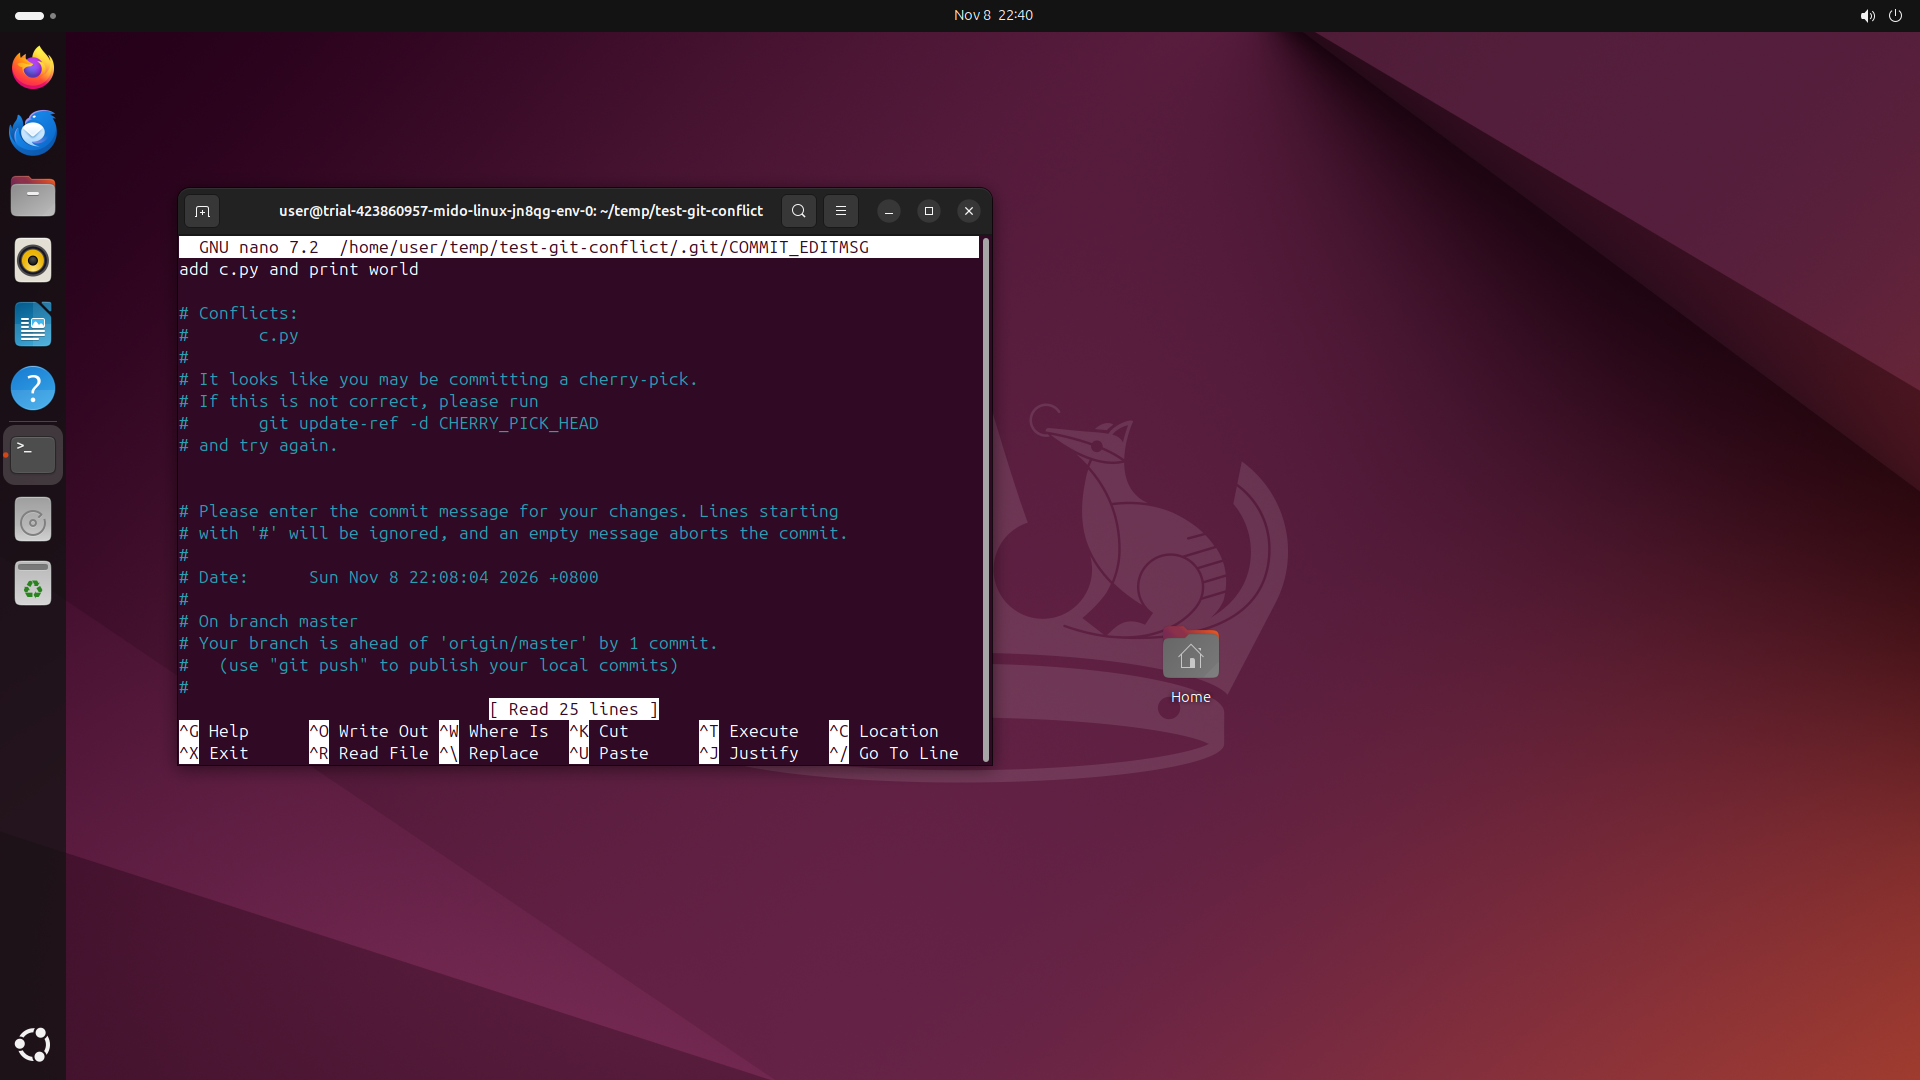 Nov 8 22:40
user@trial-423860957-mido-linux-jn8qg-env-0: ~/temp/test-git-conflict
GNU nano 7.2 /home/user/temp/test-git-conflict/.git/COMMIT_EDITMSG
add c.py and print world
# Conflicts:
# c.py
#
# It looks like you may be committing a cherry-pick.
# If this is not correct, please run
# git update-ref -d CHERRY_PICK_HEAD
# and try again.
# Please enter the commit message for your changes. Lines starting
# with '#' will be ignored, and an empty message aborts the commit.
#
# Date: Sun Nov 8 22:08:04 2026 +0800
#
# On branch master
# Your branch is ahead of 'origin/master' by 1 commit.
# (use "git push" to publish your local commits)
#
[ Read 25 lines ]
^G Help ^O Write Out ^W Where Is ^K Cut ^T Execute ^C Location
^X Exit ^R Read File ^\ Replace ^U Paste ^J Justify ^/ Go To Line
Home